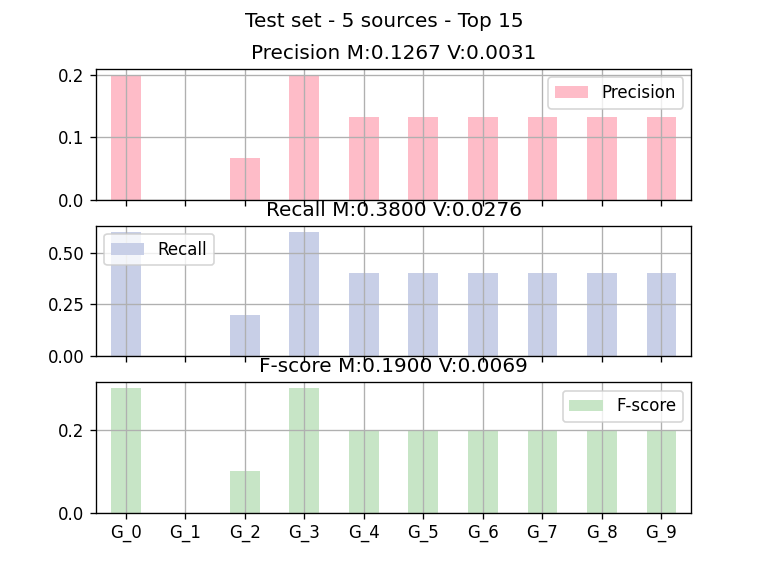 Test set - 5 sources - Top 15
Precision M:0.1267 V:0.0031
0.2
0.1
0.0
Precision
Recall M:0.3800 V:0.0276
0.50
0.25
0.00
Recall
F-score M:0.1900 V:0.0069
0.2
0.0
F-score
G_0 G_1 G_2 G_3 G_4 G_5 G_6 G_7 G_8 G_9